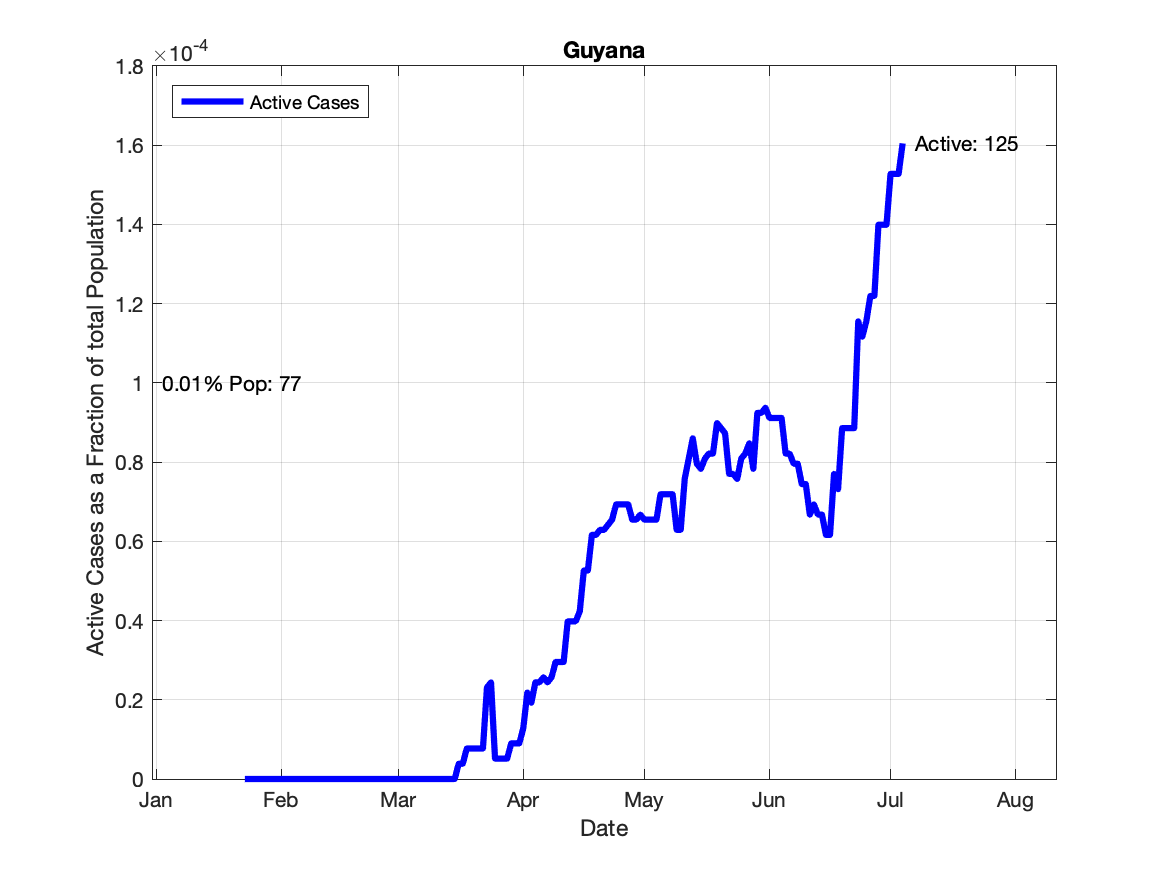 Guyana
×10-4
Active Cases
1.8
1.6
1.4
1.2
1
0.8
0.6
0.4
0.2
0
Active: 125
0.01% Pop: 77
Active Cases as a Fraction of total Population
Jan Feb Mar Apr May Jun Jul Aug
Date